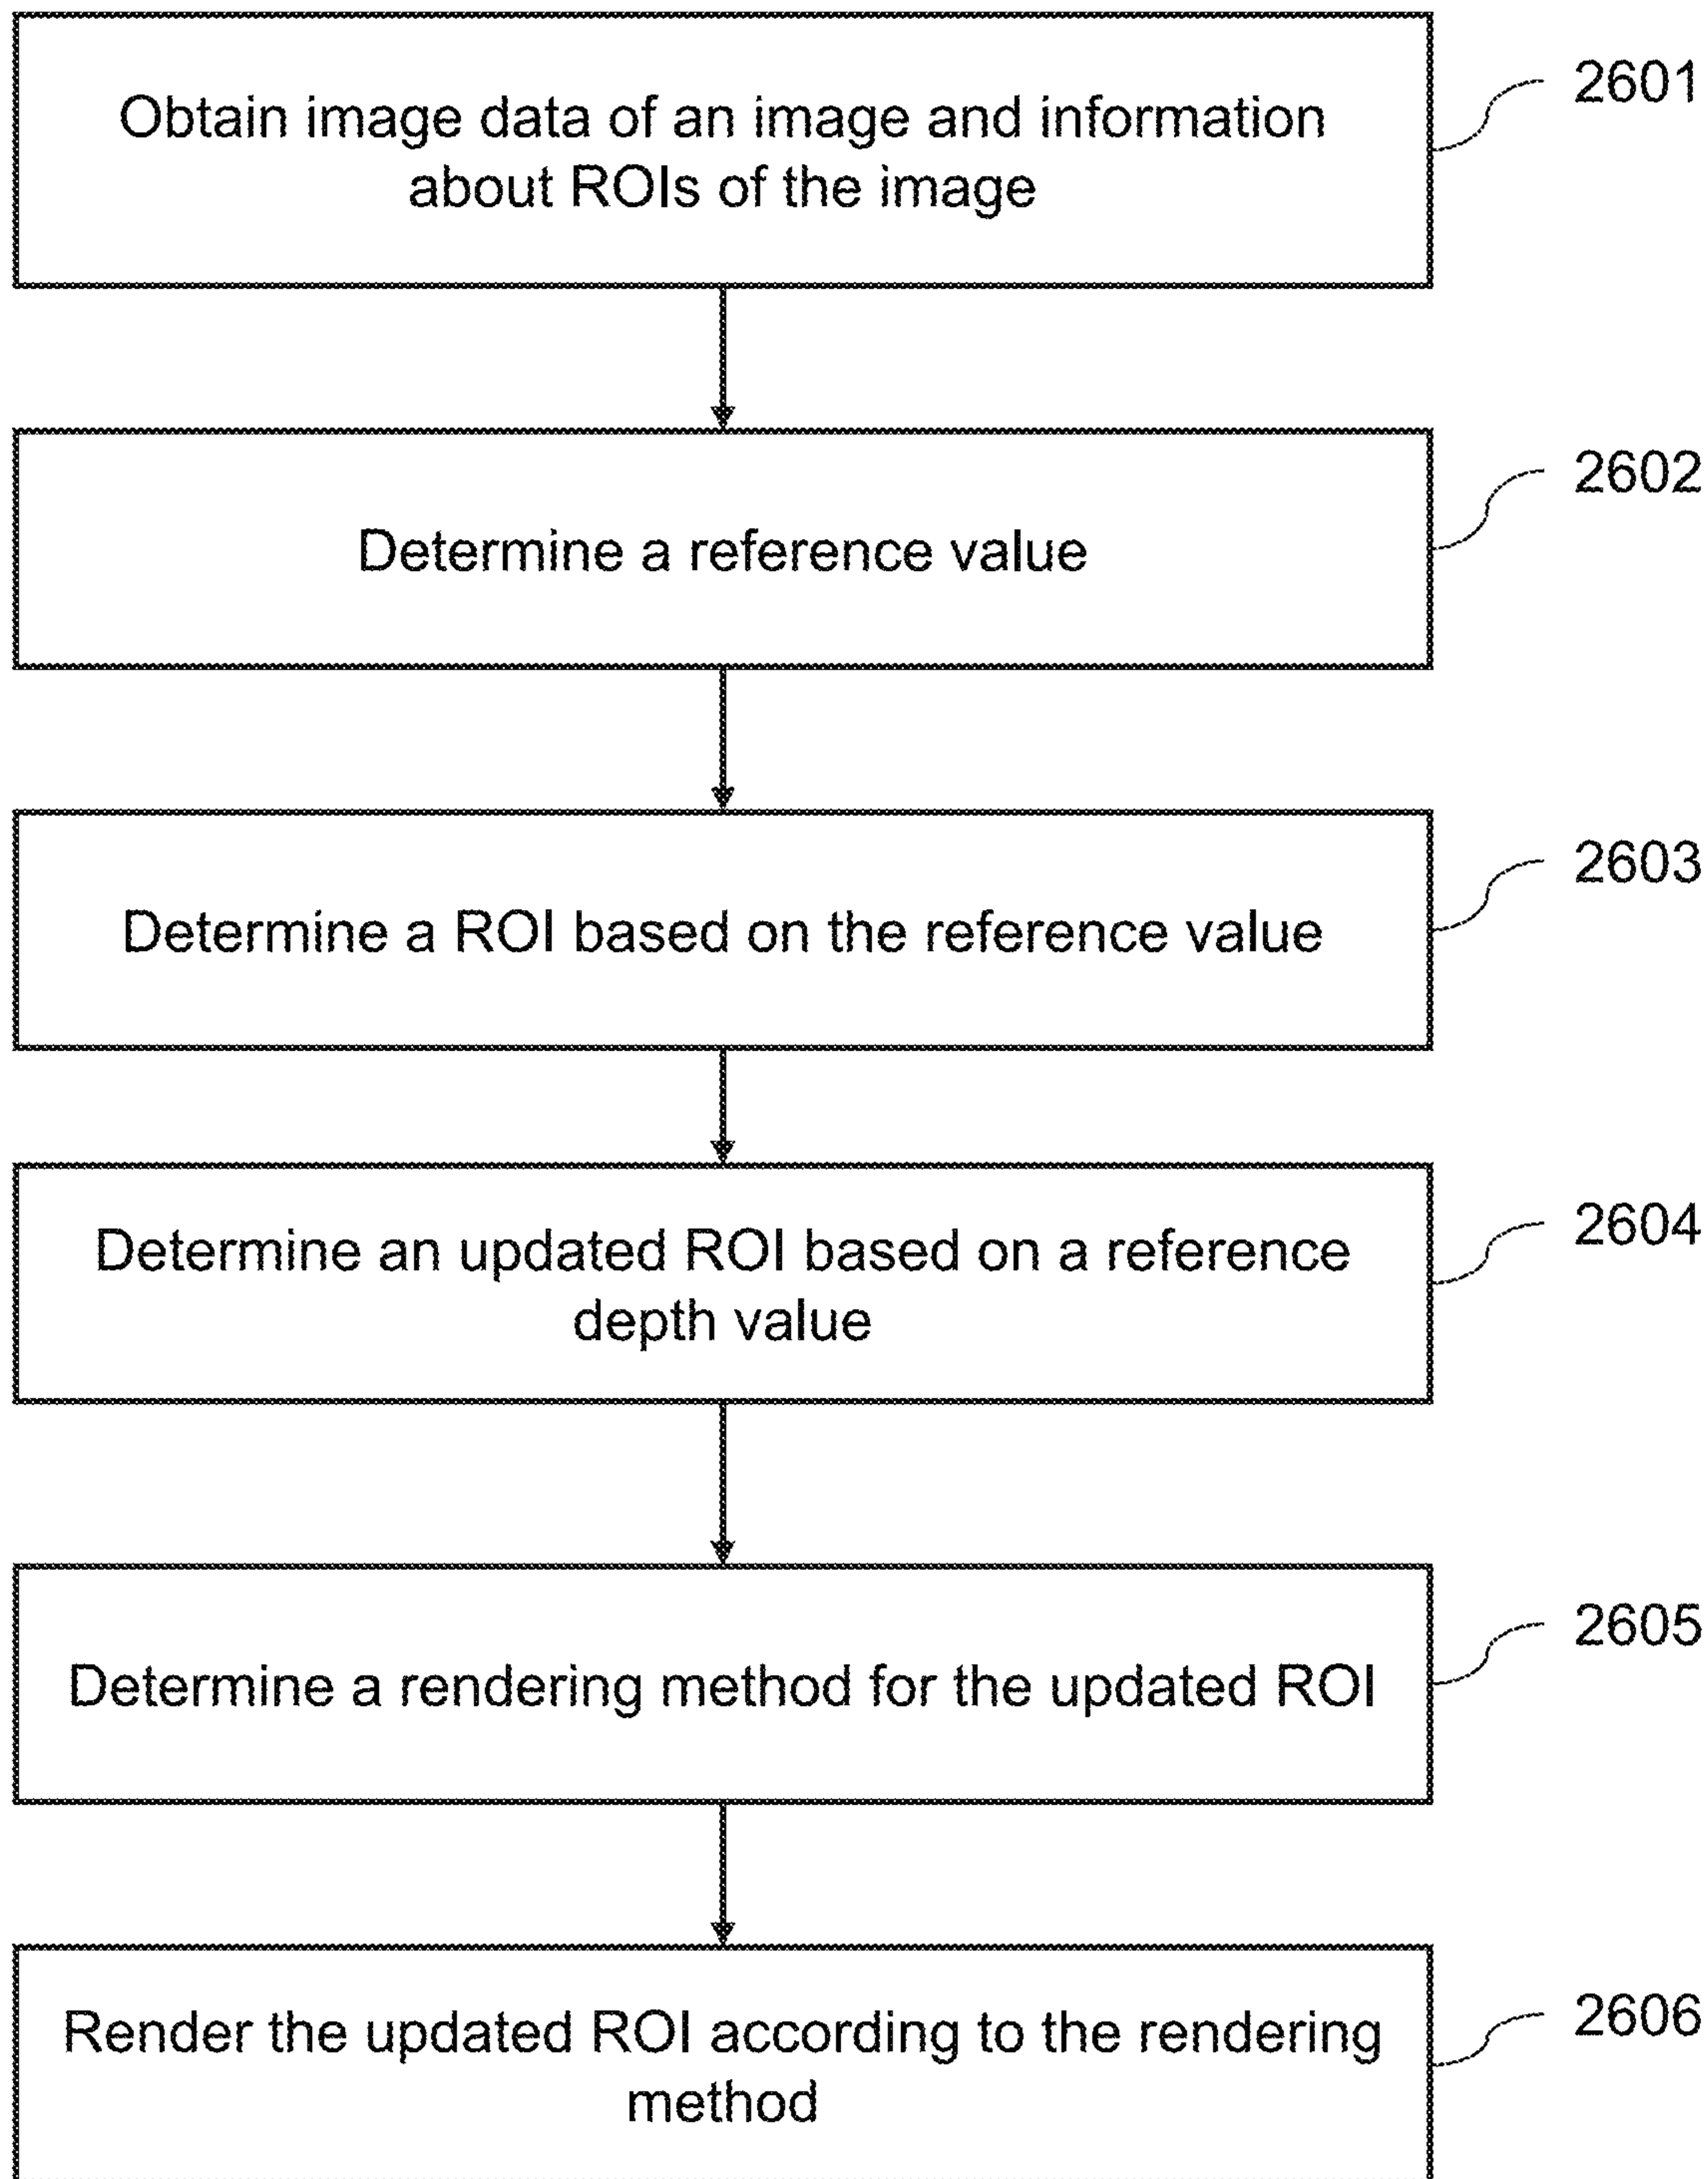 Obtain image data of an image and information
about ROIs of the image
2601
Determine a reference value
2602
Determine a ROI based on the reference value
2603
Determine an updated ROI based on a reference
depth value
2604
Determine a rendering method for the updated ROI
2605
Render the updated ROI according to the rendering
method
2606